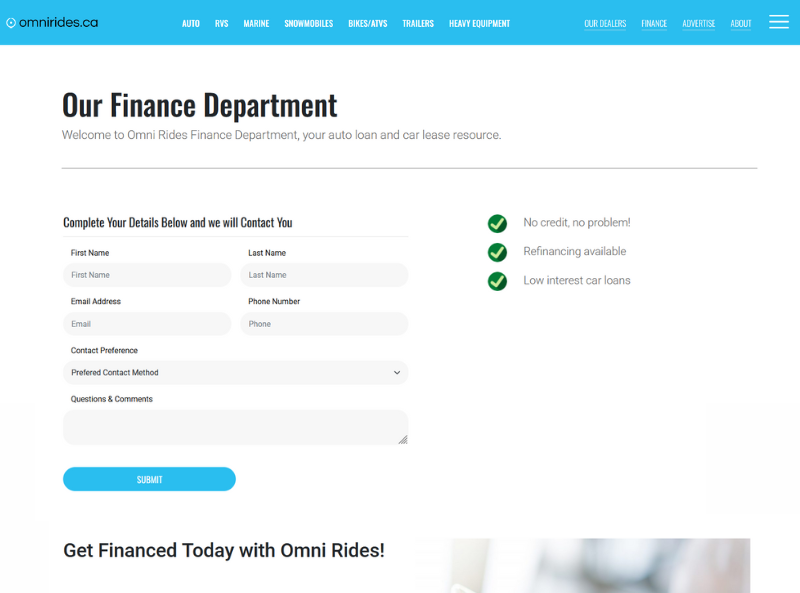 omnirides.ca
AUTO RVS MARINE SNOWMOBILES BIKES/ATVS TRAILERS HEAVY EQUIPMENT OUR DEALERS FINANCE ADVERTISE ABOUT
Our Finance Department
Welcome to Omni Rides Finance Department, your auto loan and car lease resource.
Complete Your Details Below and we will Contact You
First Name Last Name
First Name Last Name
Email Address Phone Number
Email Phone
Contact Preference
Prefered Contact Method
Questions & Comments
SUBMIT
No credit, no problem!
Refinancing available
Low interest car loans
Get Financed Today with Omni Rides!